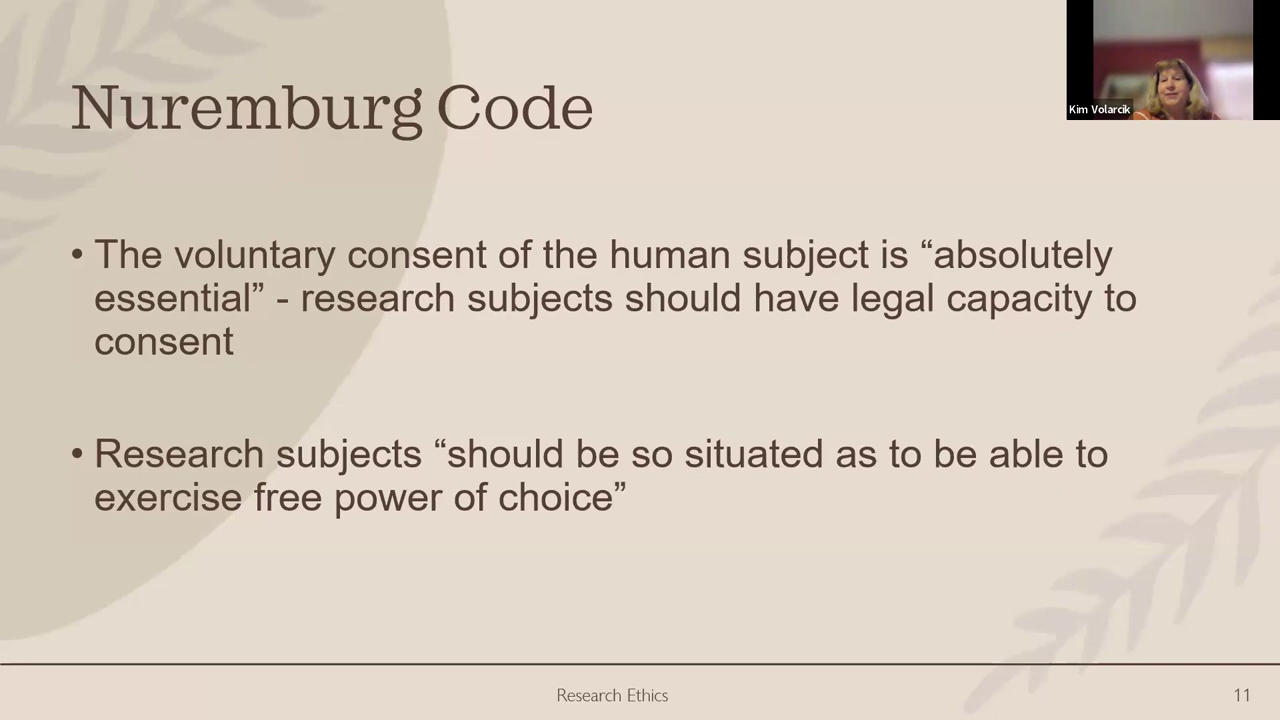 Nuremburg Code
Kim Volarcik
• The voluntary consent of the human subject is “absolutely
essential” - research subjects should have legal capacity to
consent
• Research subjects “should be so situated as to be able to
exercise free power of choice”
Research Ethics
11